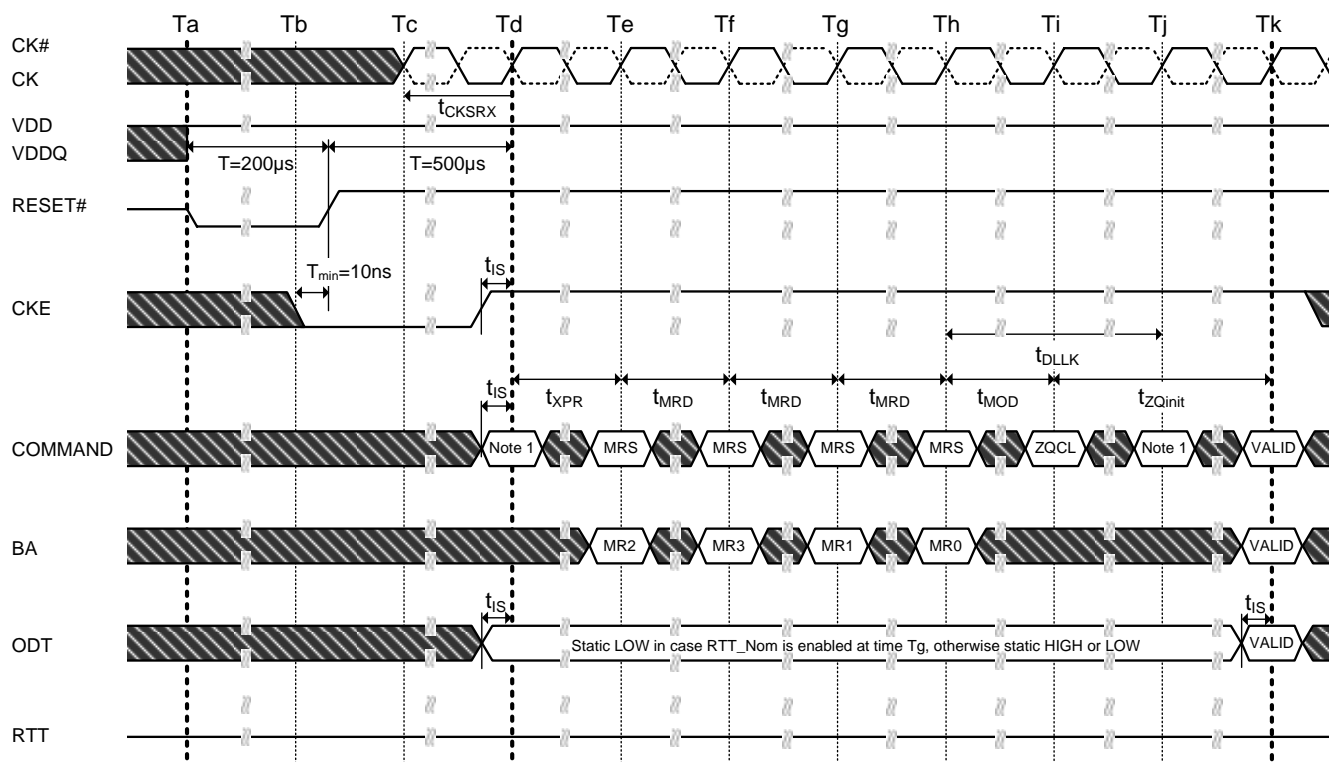 Ta Tb Tc Td Te Tf Tg Th Ti Tj Tk
CK#
CK
tCKSRX
VDD
VDDQ
T=200µs T=500µs
RESET#
Tmin=10ns tIS
CKE
tDLLK
tIS tXPR tMRD tMRD tMRD tMOD tZQinit
COMMAND Note 1 MRS MRS MRS MRS ZQCL Note 1 VALID
BA MR2 MR3 MR1 MR0 VALID
tIS tIS
ODT Static LOW in case RTT_Nom is enabled at time Tg, otherwise static HIGH or LOW VALID
RTT